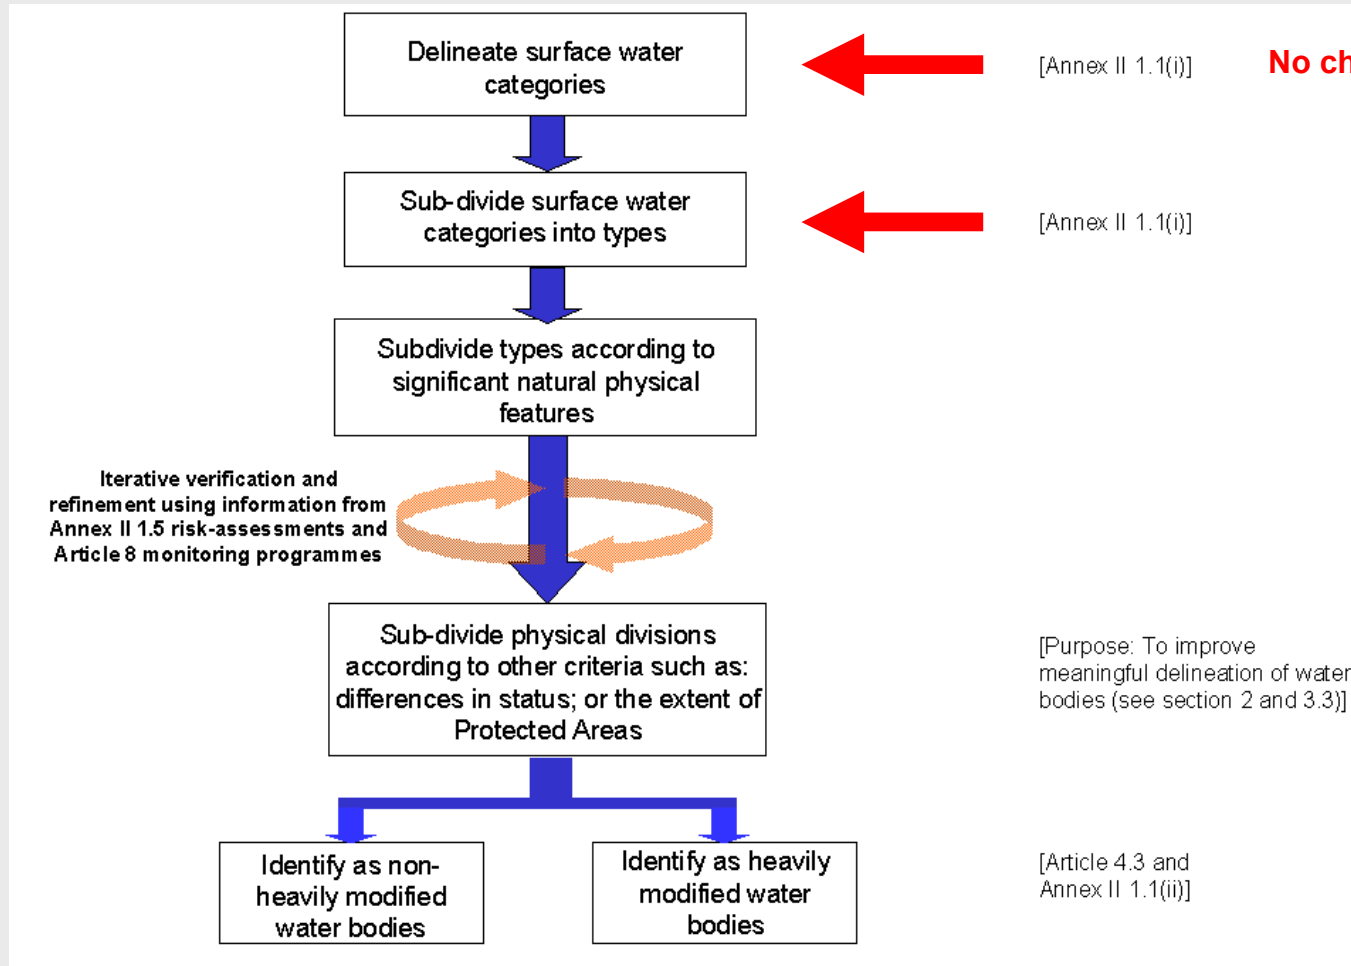 Delineate surface water
categories
[Annex II 1.1(i)]
No ch
Sub-divide surface water
categories into types
[Annex II 1.1(i)]
Subdivide types according to
significant natural physical
features
Iterative verification and
refinement using information from
Annex II 1.5 risk-assessments and
Article 8 monitoring programmes
Sub-divide physical divisions
according to other criteria such as:
differences in status; or the extent of
Protected Areas
[Purpose: To improve
meaningful delineation of water
bodies (see section 2 and 3.3)]
Identify as non-
heavily modified
water bodies
Identify as heavily
modified water
bodies
[Article 4.3 and
Annex II 1.1(ii)]